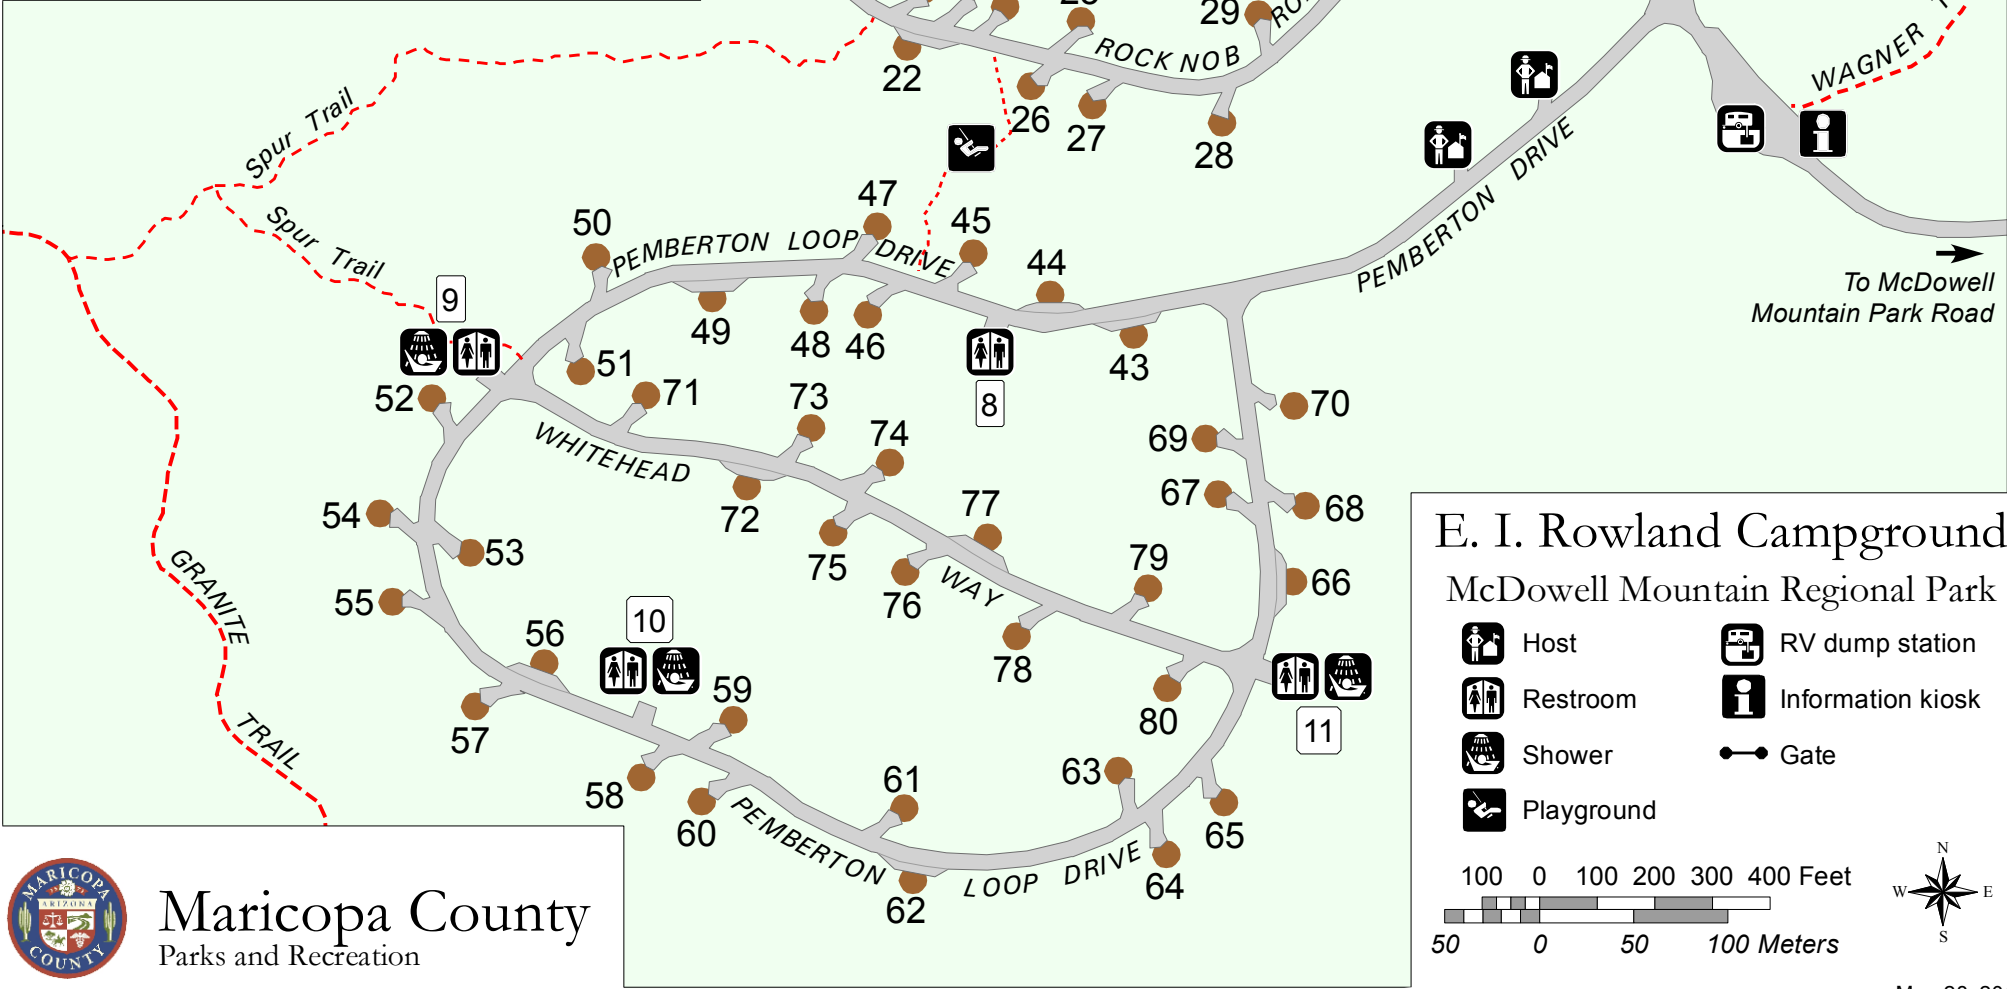 29
22
ROCK NOB
26
27
28
WAGNER
Spur Trail
Spur Trail
PEMBERTON DRIVE
47
45
50
PEMBERTON LOOP DRIVE
44
To McDowell
Mountain Park Road
9
49
48
46
43
51
52
71
73
8
70
69
74
WHITEHEAD
67
68
54
72
77
53
75
79
66
55
76
WAY
GRANITE
TRAIL
56
10
78
59
80
57
11
63
58
61
60
65
PEMBERTON LOOP DRIVE
64
62
E. I. Rowland Campground
McDowell Mountain Regional Park
Host
RV dump station
Restroom
Information kiosk
Shower
Gate
Playground
100 0 100 200 300 400 Feet
50 0 50 100 Meters
N
W E
S
MARICOPA
ARIZONA
COUNTY
Maricopa County
Parks and Recreation